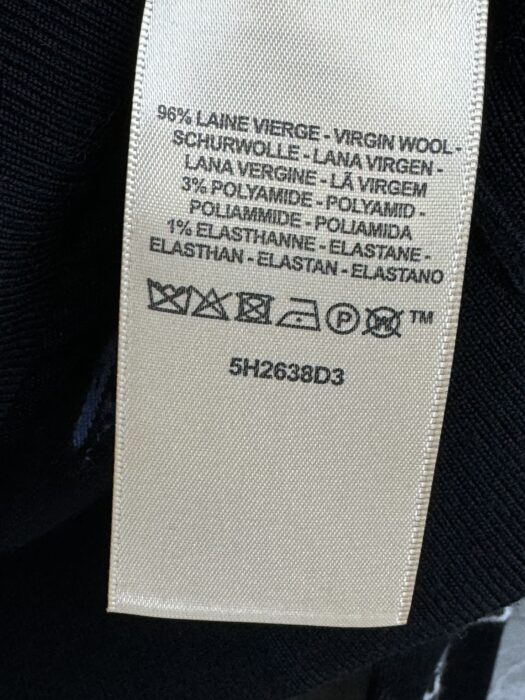 96% LAINE VIERGE - VIRGIN WOOL -
SCHURWOLLE - LANA VIRGEN -
LANA VERGINE - LÃ VIRGEM
3% POLYAMIDE - POLYAMID -
POLIAMMIDE - POLIAMIDA
1% ELASTHANNE - ELASTANE -
ELASTHAN - ELASTAN - ELASTANO
P W TM
5H2638D3